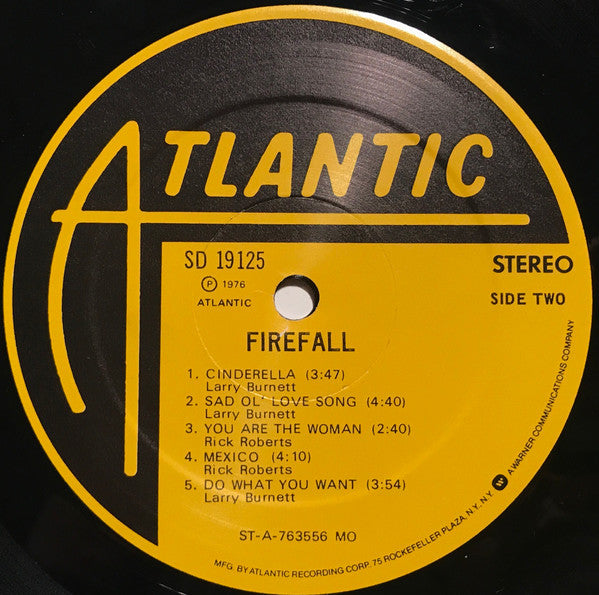 ATLANTIC
SD 19125
STEREO
Ⓟ 1976
ATLANTIC
SIDE TWO
FIREFALL
1. CINDERELLA (3:47)
Larry Burnett
2. SAD OL' LOVE SONG (4:40)
Larry Burnett
3. YOU ARE THE WOMAN (2:40)
Rick Roberts
4. MEXICO (4:10)
Rick Roberts
5. DO WHAT YOU WANT (3:54)
Larry Burnett
ST-A-763556 MO
MFG. BY ATLANTIC RECORDING CORP. 75 ROCKEFELLER PLAZA, N.Y., N.Y. A WARNER COMMUNICATIONS COMPANY